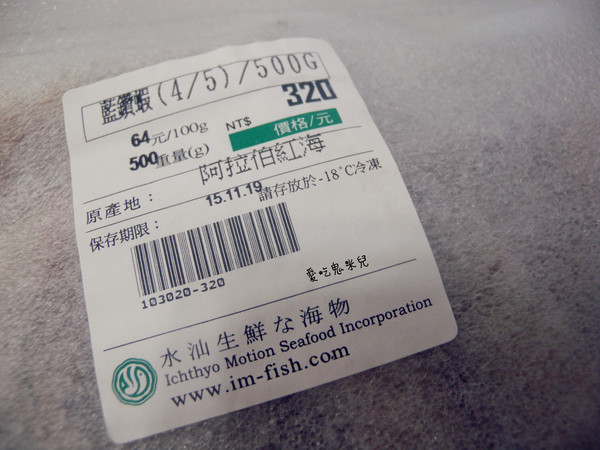 藍鑽蝦(4/5)/500G
64元/100g
NT$ 320
500重量(g)
價格/元
原產地： 阿拉伯紅海
保存期限： 15.11.19 請存放於-18°C冷凍
103020-320
愛吃鬼米兒
水汕生鮮な海物
Ichthyo Motion Seafood Incorporation
www.im-fish.com